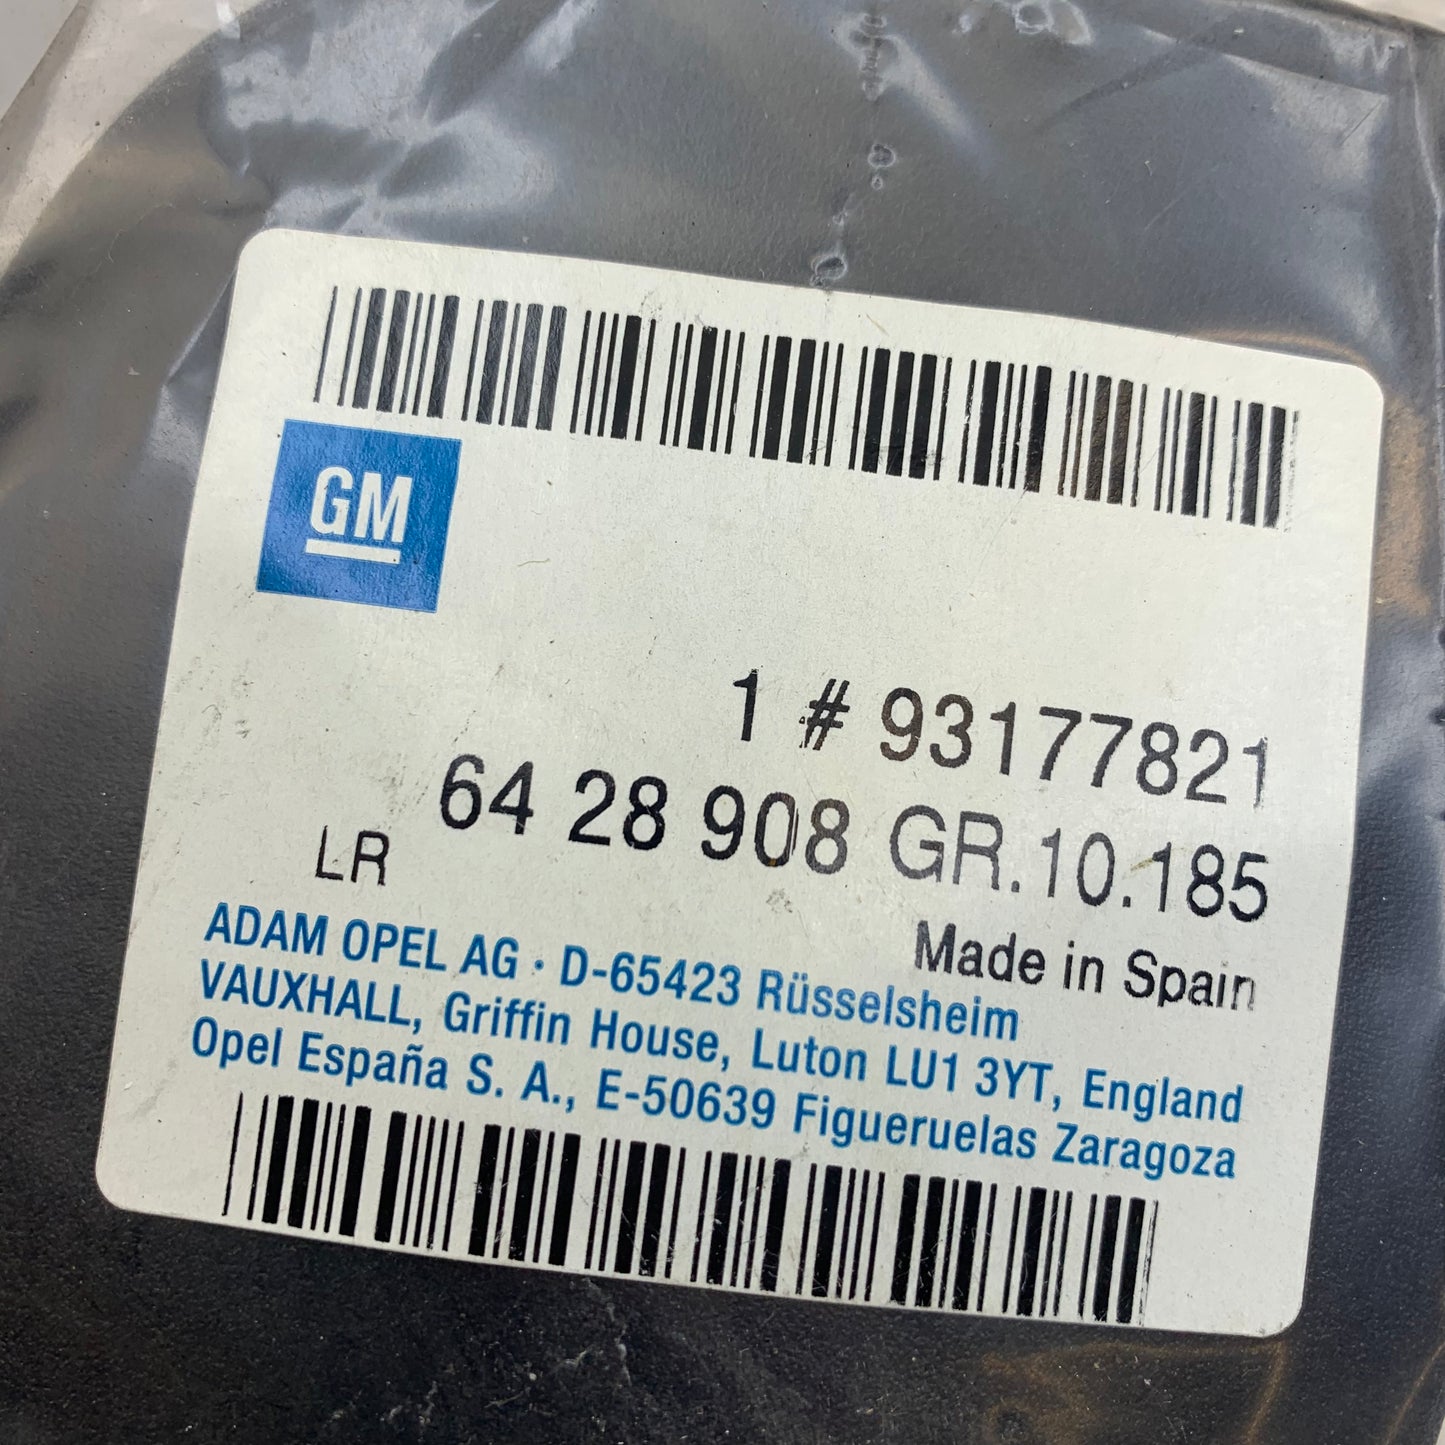 GM
1 # 93177821
64 28 908 GR.10.185
LR
Made in Spain
ADAM OPEL AG · D-65423 Rüsselsheim
VAUXHALL, Griffin House, Luton LU1 3YT, England
Opel España S. A., E-50639 Figueruelas Zaragoza